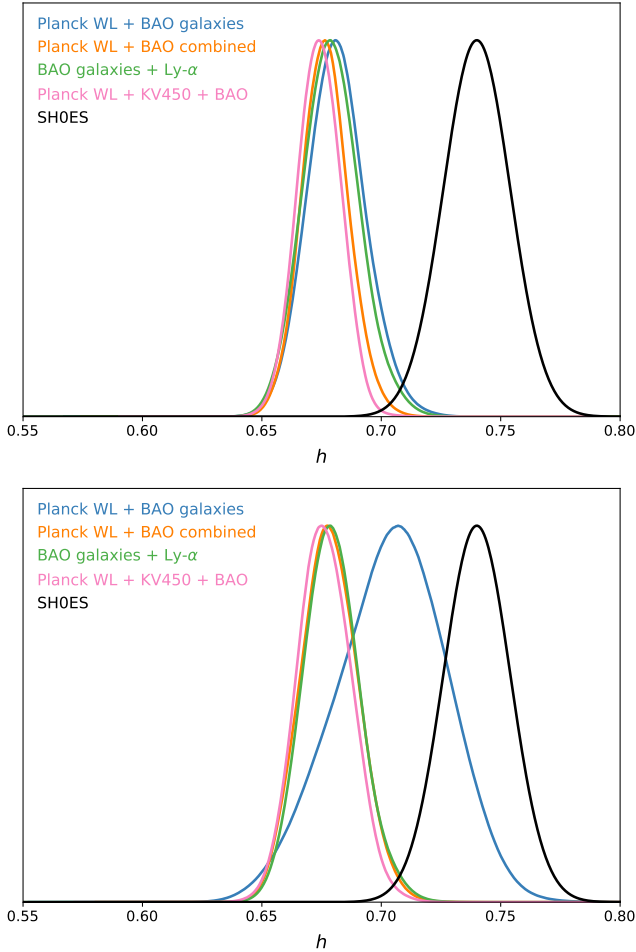 Planck WL + BAO galaxies
Planck WL + BAO combined
BAO galaxies + Ly-α
Planck WL + KV450 + BAO
SH0ES
0.55 0.60 0.65 0.70 0.75 0.80
h
Planck WL + BAO galaxies
Planck WL + BAO combined
BAO galaxies + Ly-α
Planck WL + KV450 + BAO
SH0ES
0.55 0.60 0.65 0.70 0.75 0.80
h